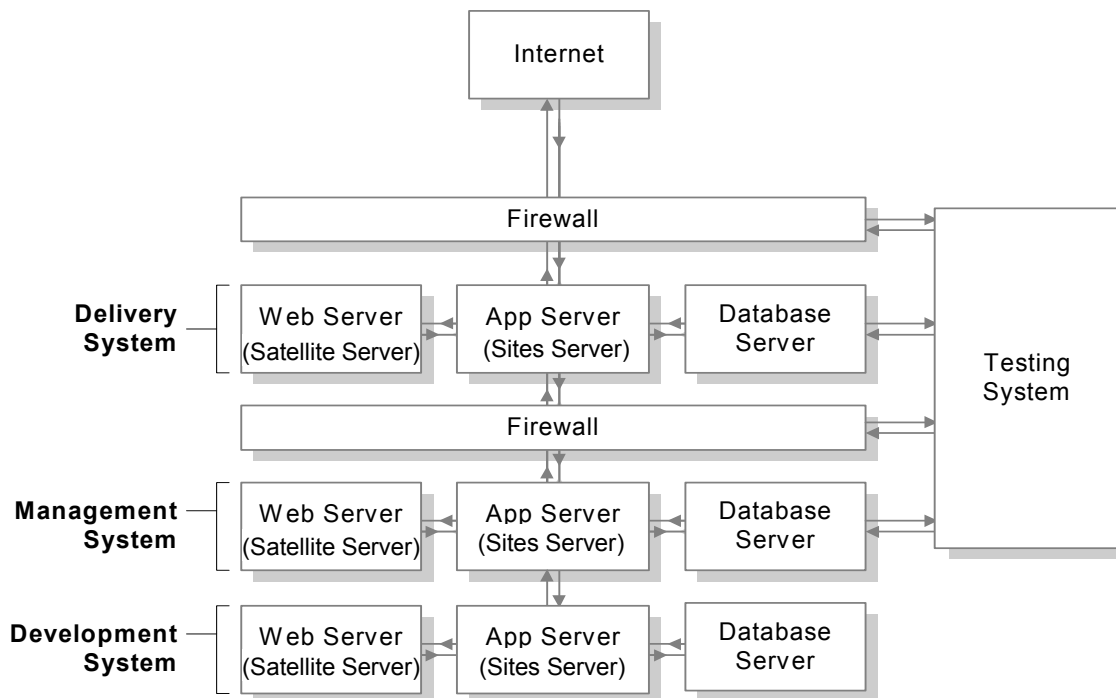 Internet
Firewall
Delivery
System
Web Server
(Satellite Server)
App Server
(Sites Server)
Database
Server
Testing
System
Firewall
Management
System
Web Server
(Satellite Server)
App Server
(Sites Server)
Database
Server
Development
System
Web Server
(Satellite Server)
App Server
(Sites Server)
Database
Server